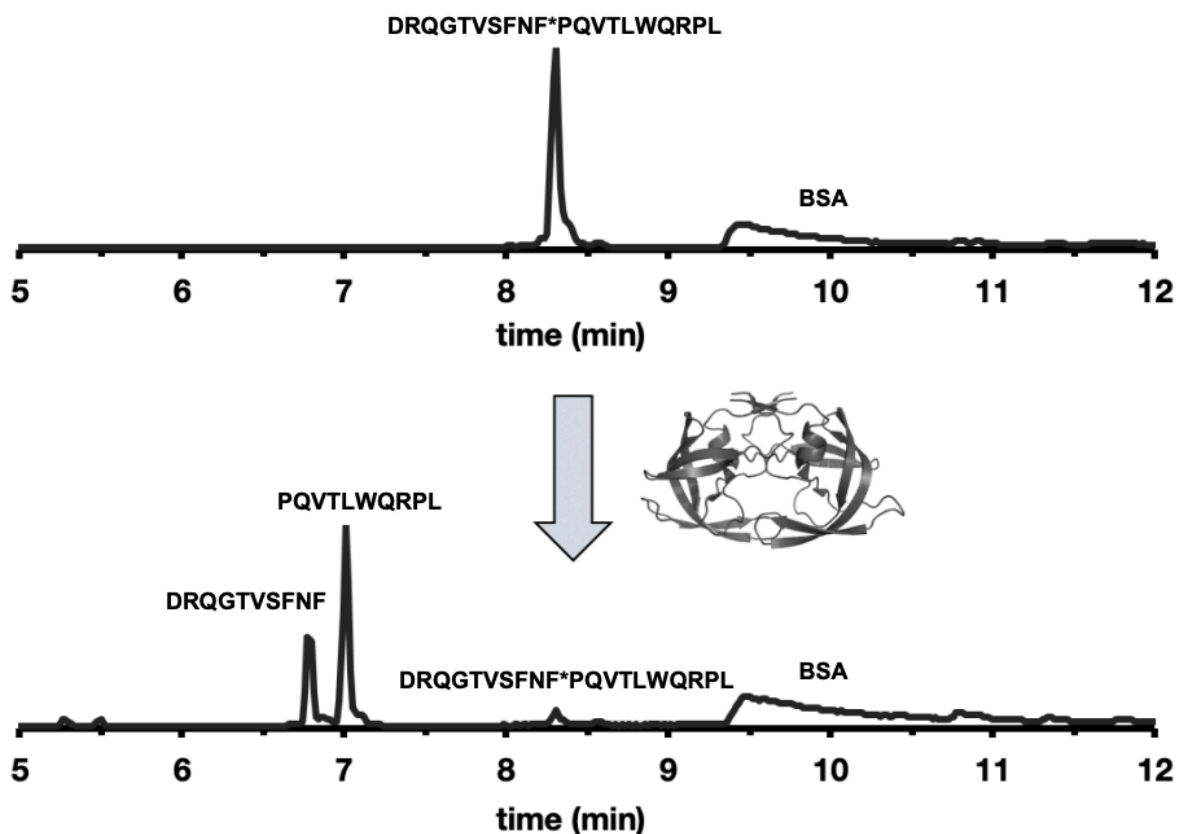 DRQGTVSFNF*PQVTLWQRPL
BSA
5 6 7 8 9 10 11 12
time (min)
PQVTLWQRPL
DRQGTVSFNF
DRQGTVSFNF*PQVTLWQRPL
BSA
5 6 7 8 9 10 11 12
time (min)